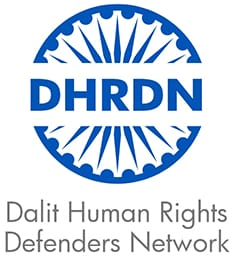 DHRDN
Dalit Human Rights
Defenders Network